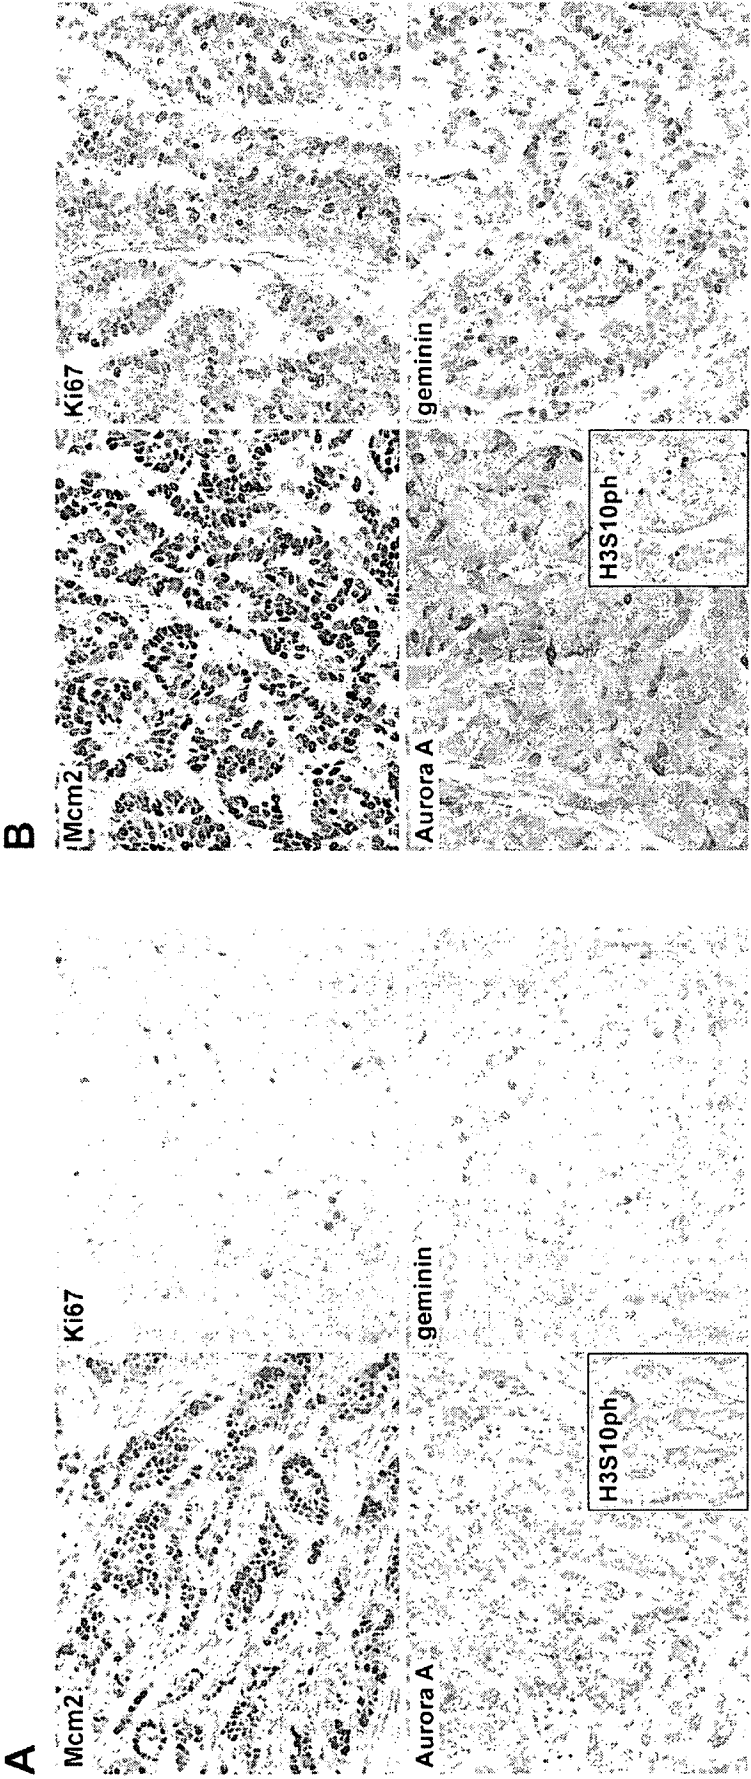 A
Mcm2
Ki67
Aurora A
H3S10ph
geminin
B
Mcm2
Ki67
Aurora A
H3S10ph
geminin